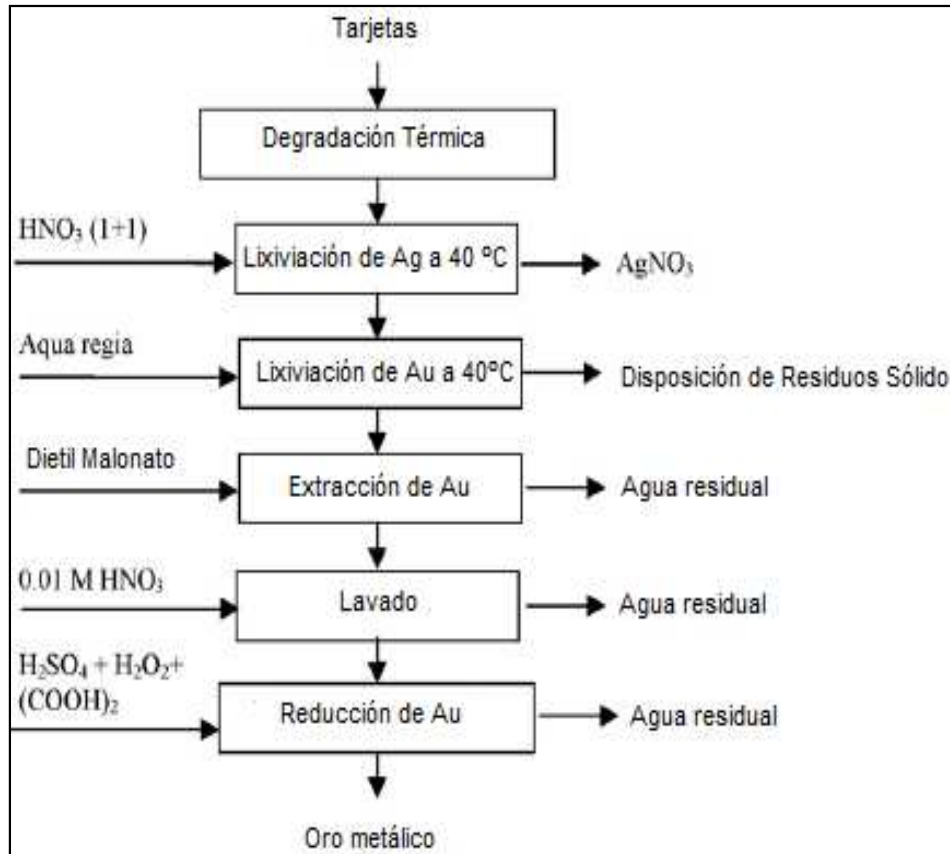 Tarjetas
Degradación Térmica
HNO₃ (1+1)
Lixiviación de Ag a 40 ºC
AgNO₃
Aqua regia
Lixiviación de Au a 40ºC
Disposición de Residuos Sólido
Dietil Malonato
Extracción de Au
Agua residual
0.01 M HNO₃
Lavado
Agua residual
H₂SO₄ + H₂O₂+
(COOH)₂
Reducción de Au
Agua residual
Oro metálico